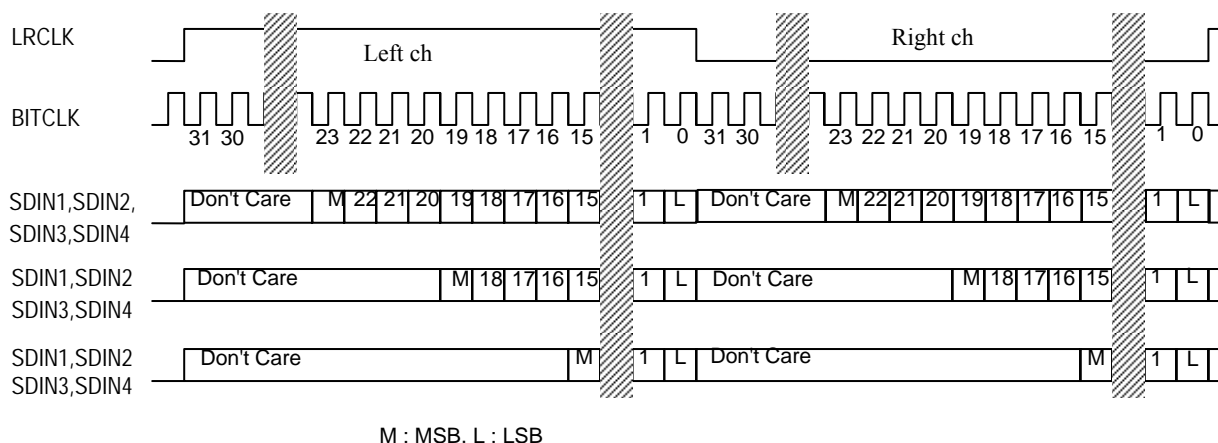 LRCLK Left ch Right ch
BITCLK
31 30 23 22 21 20 19 18 17 16 15 1 0 31 30 23 22 21 20 19 18 17 16 15 1 0
SDIN1,SDIN2, Don't Care M 22 21 20 19 18 17 16 15 1 L Don't Care M 22 21 20 19 18 17 16 15 1 L
SDIN3,SDIN4
SDIN1,SDIN2 Don't Care M 18 17 16 15 1 L Don't Care M 18 17 16 15 1 L
SDIN3,SDIN4
SDIN1,SDIN2 Don't Care M 1 L Don't Care M 1 L
SDIN3,SDIN4
M : MSB, L : LSB